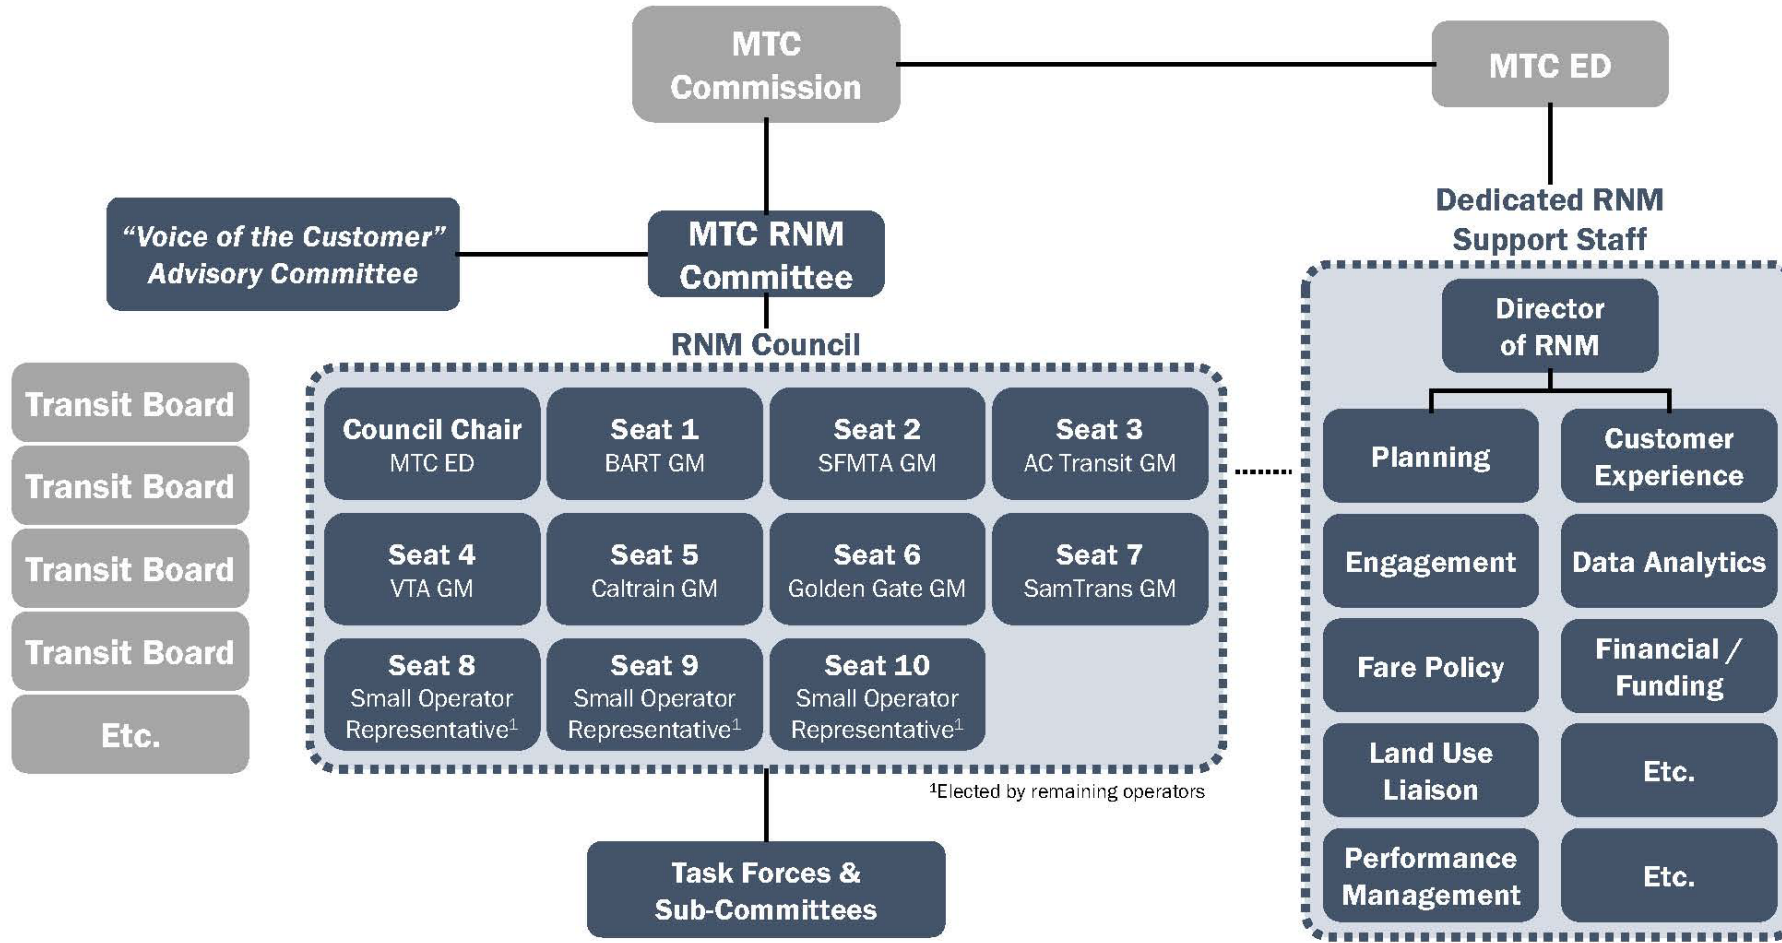 MTC
Commission
MTC ED
“Voice of the Customer”
Advisory Committee
MTC RNM
Committee
Dedicated RNM
Support Staff
RNM Council
Transit Board
Transit Board
Transit Board
Transit Board
Etc.
Council Chair
MTC ED
Seat 1
BART GM
Seat 2
SFMTA GM
Seat 3
AC Transit GM
Seat 4
VTA GM
Seat 5
Caltrain GM
Seat 6
Golden Gate GM
Seat 7
SamTrans GM
Seat 8
Small Operator
Representative¹
Seat 9
Small Operator
Representative¹
Seat 10
Small Operator
Representative¹
¹Elected by remaining operators
Task Forces &
Sub-Committees
Director
of RNM
Planning
Customer
Experience
Engagement
Data Analytics
Fare Policy
Financial /
Funding
Land Use
Liaison
Etc.
Performance
Management
Etc.